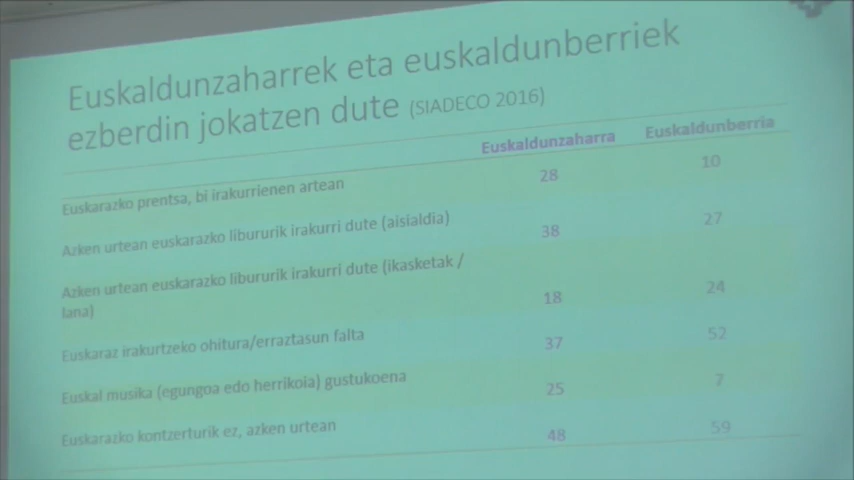 Euskaldunzaharrek eta euskaldunberriek
ezberdin jokatzen dute (SIADECO 2016)
Euskaldunzaharra Euskaldunberria
Euskarazko prentsa, bi irakurrienen artean 28 10
Azken urtean euskarazko libururik irakurri dute (aisialdia) 38 27
Azken urtean euskarazko libururik irakurri dute (ikasketak /
lana) 18 24
Euskaraz irakurtzeko ohitura/erraztasun falta 37 52
Euskal musika (egungoa edo herrikoia) gustukoena 25 7
Euskarazko kontzerturik ez, azken urtean 48 59